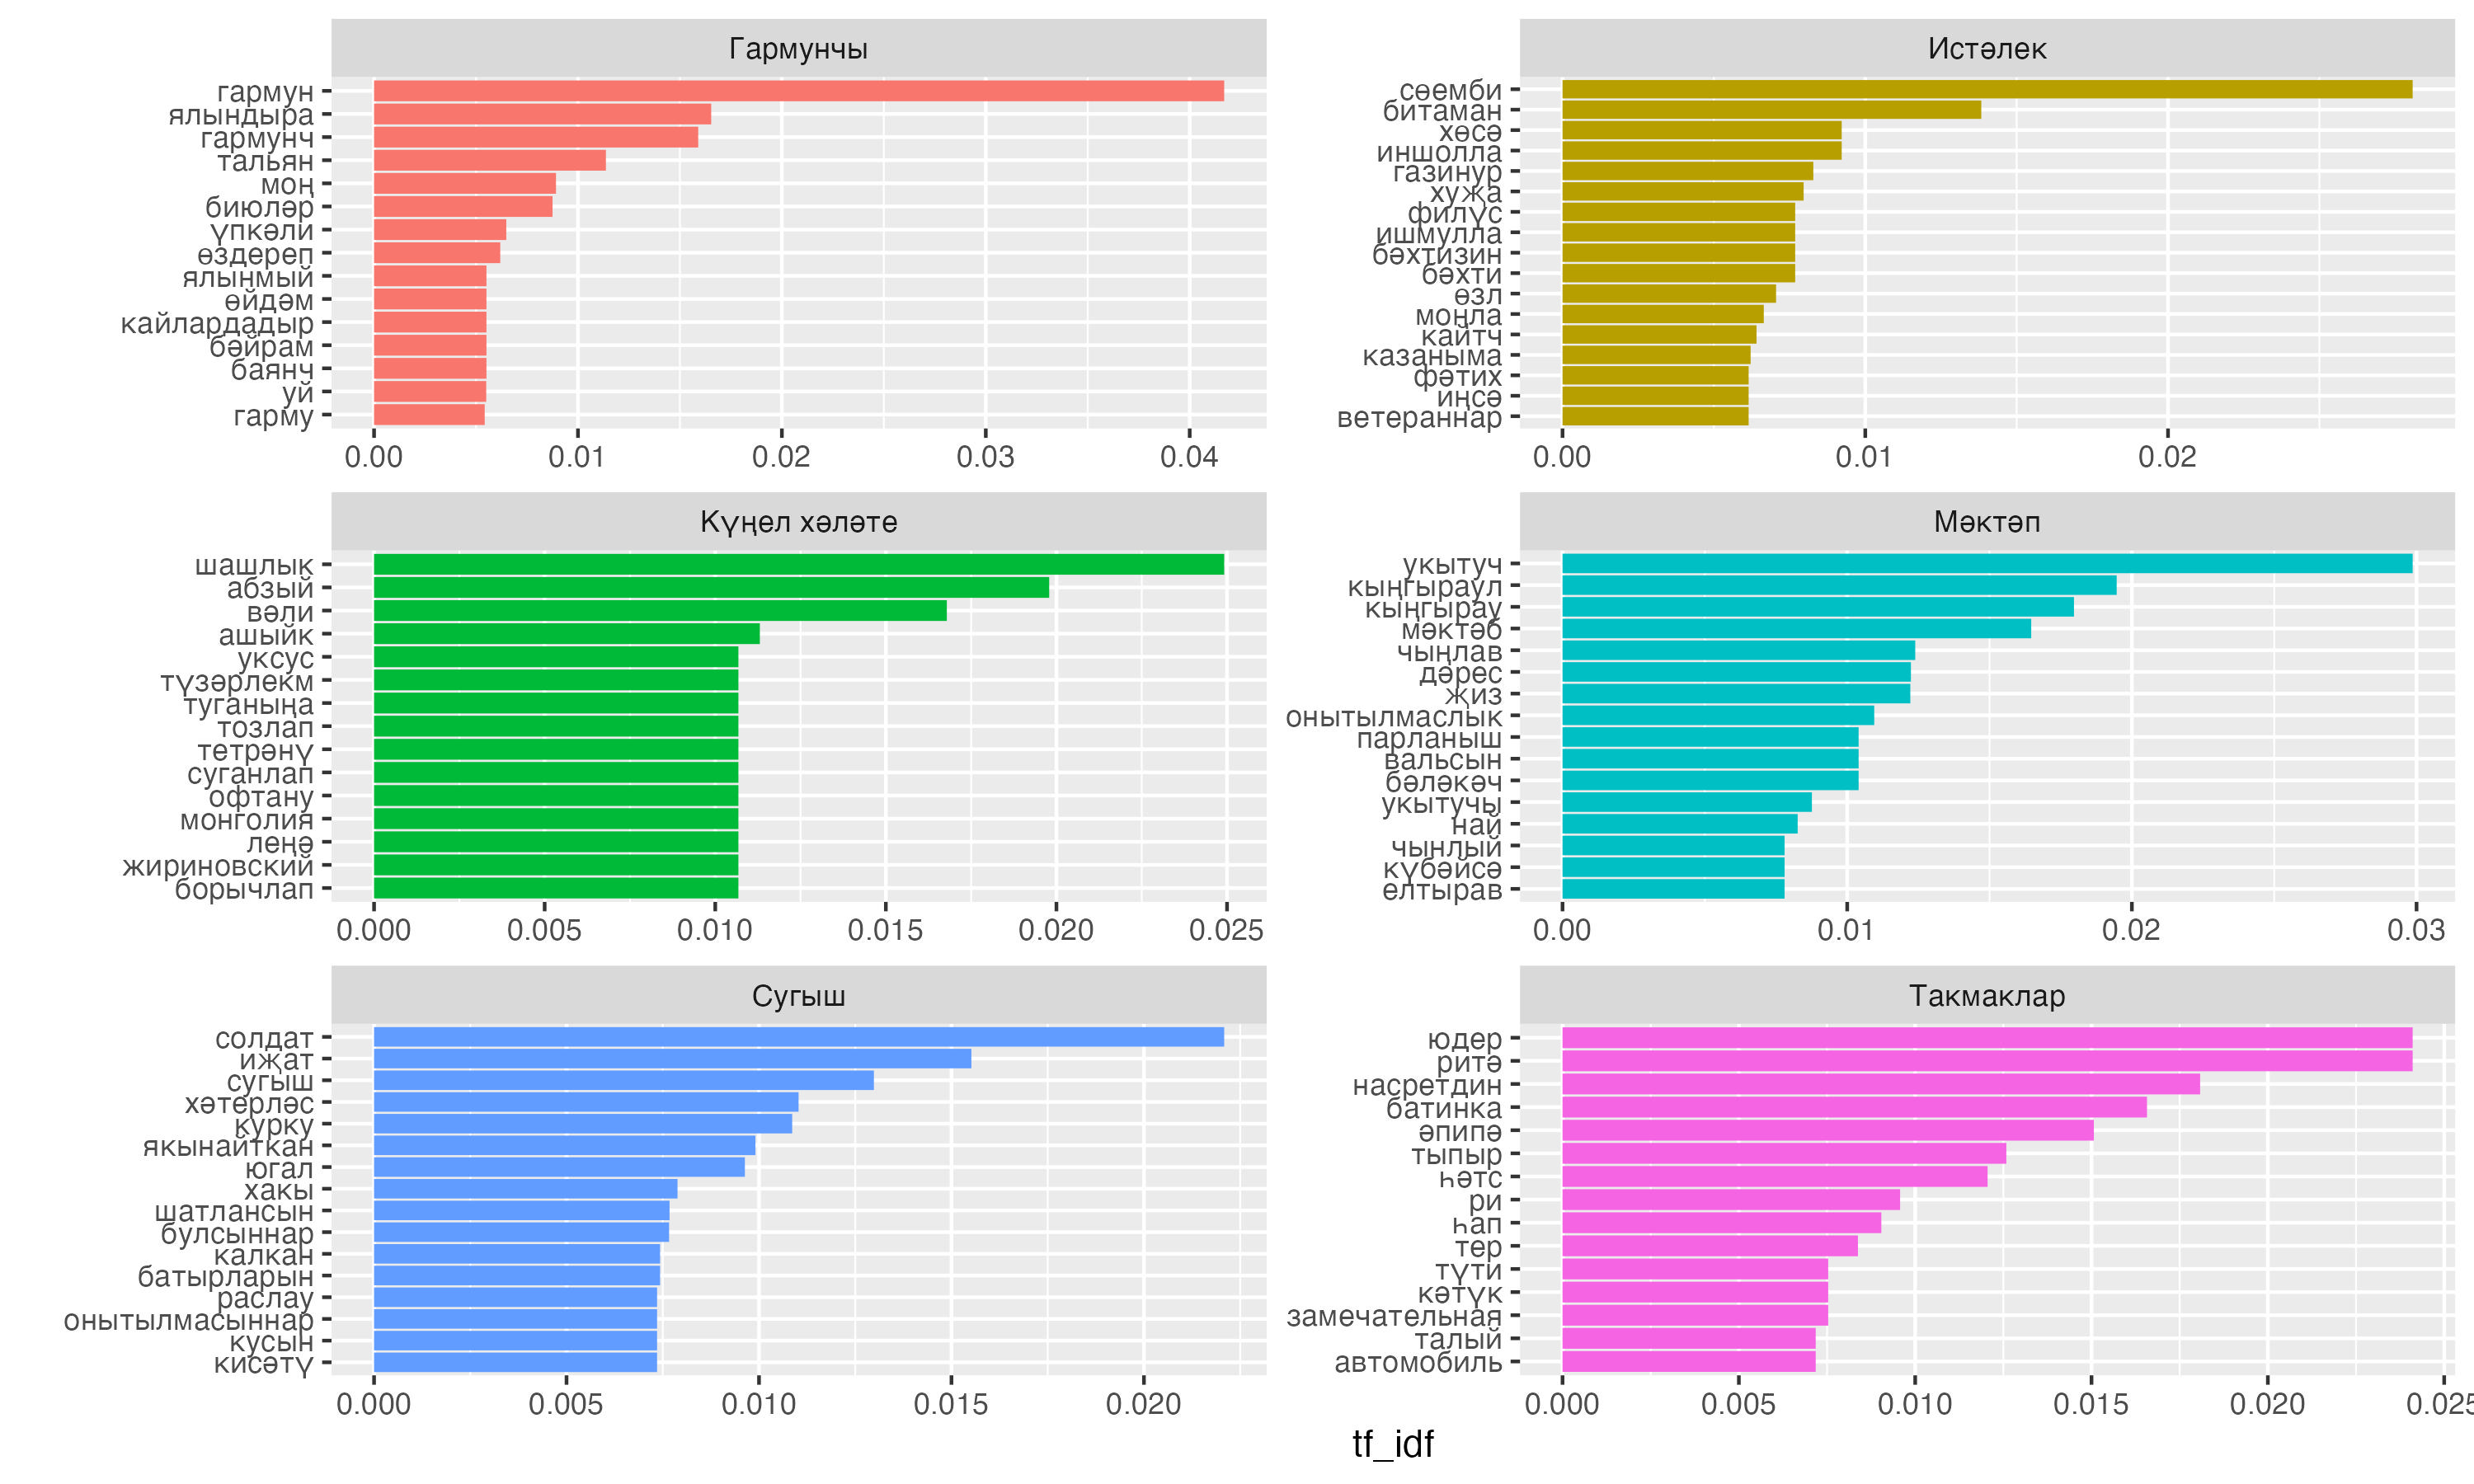 Гармунчы
гармун
ялындыра
гармунч
тальян
моң
биюләр
үпкәли
өздереп
ялынмый
өйдәм
кайлардадыр
бәйрам
баянч
уй
гарму
0.00 0.01 0.02 0.03 0.04
Истәлек
сөемби
битаман
хөсә
иншолла
газинур
хуҗа
филүс
ишмулла
бәхтизин
бәхти
өзл
моңла
кайтч
казаныма
фәтих
иңсә
ветераннар
0.00 0.01 0.02
Күңел халәте
шашлык
абзый
вәли
ашыйк
уксус
түзәрлекм
туганыңа
тозлап
тетрәнү
суганлап
офтану
монголия
леңә
жириновский
борычлап
0.000 0.005 0.010 0.015 0.020 0.025
Мәктәп
укытуч
кыңгыраул
кыңгырау
мәктәб
чыңлав
дәрес
җиз
онытылмаслык
парланыш
вальсын
бәләкәч
укытучы
най
чынлый
күбәйсә
елтырав
0.00 0.01 0.02 0.03
Сугыш
солдат
иҗат
сугыш
хәтерләс
курку
якынайткан
югал
хакы
шатлансын
булсыннар
калкан
батырларын
раслау
онытылмасыннар
кусын
кисәтү
0.000 0.005 0.010 0.015 0.020
Такмаклар
юдер
ритә
насретдин
батинка
әпипә
тыпыр
һәтс
ри
һап
тер
түти
кәтүк
замечательная
талый
автомобиль
0.000 0.005 0.010 0.015 0.020 0.025
tf_idf